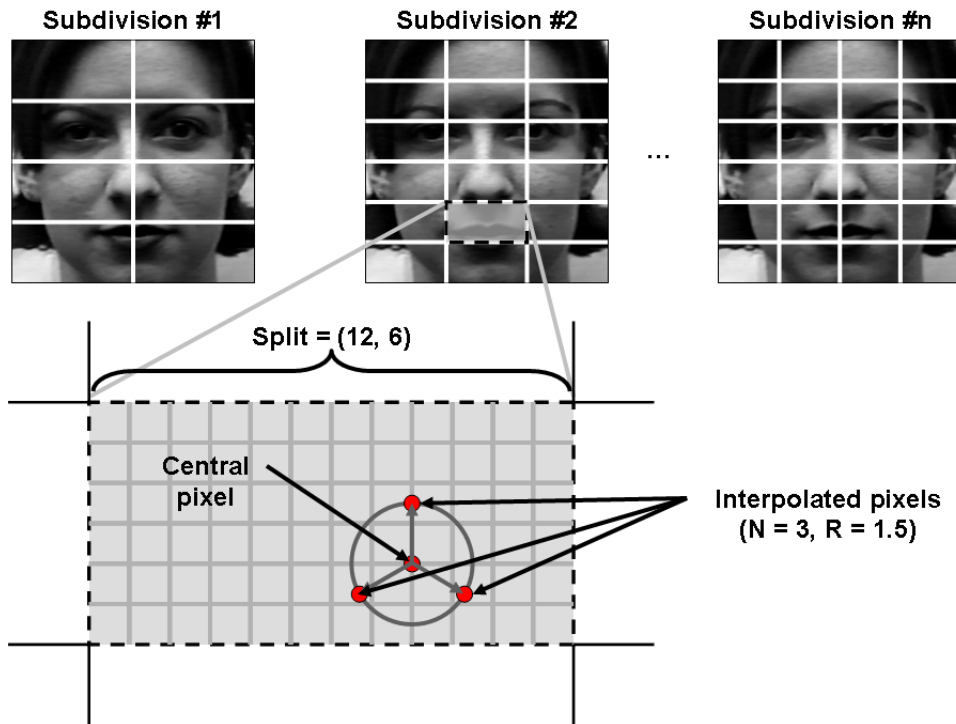 Subdivision #1
Subdivision #2
Subdivision #n
...
Split = (12, 6)
Central
pixel
Interpolated pixels
(N = 3, R = 1.5)